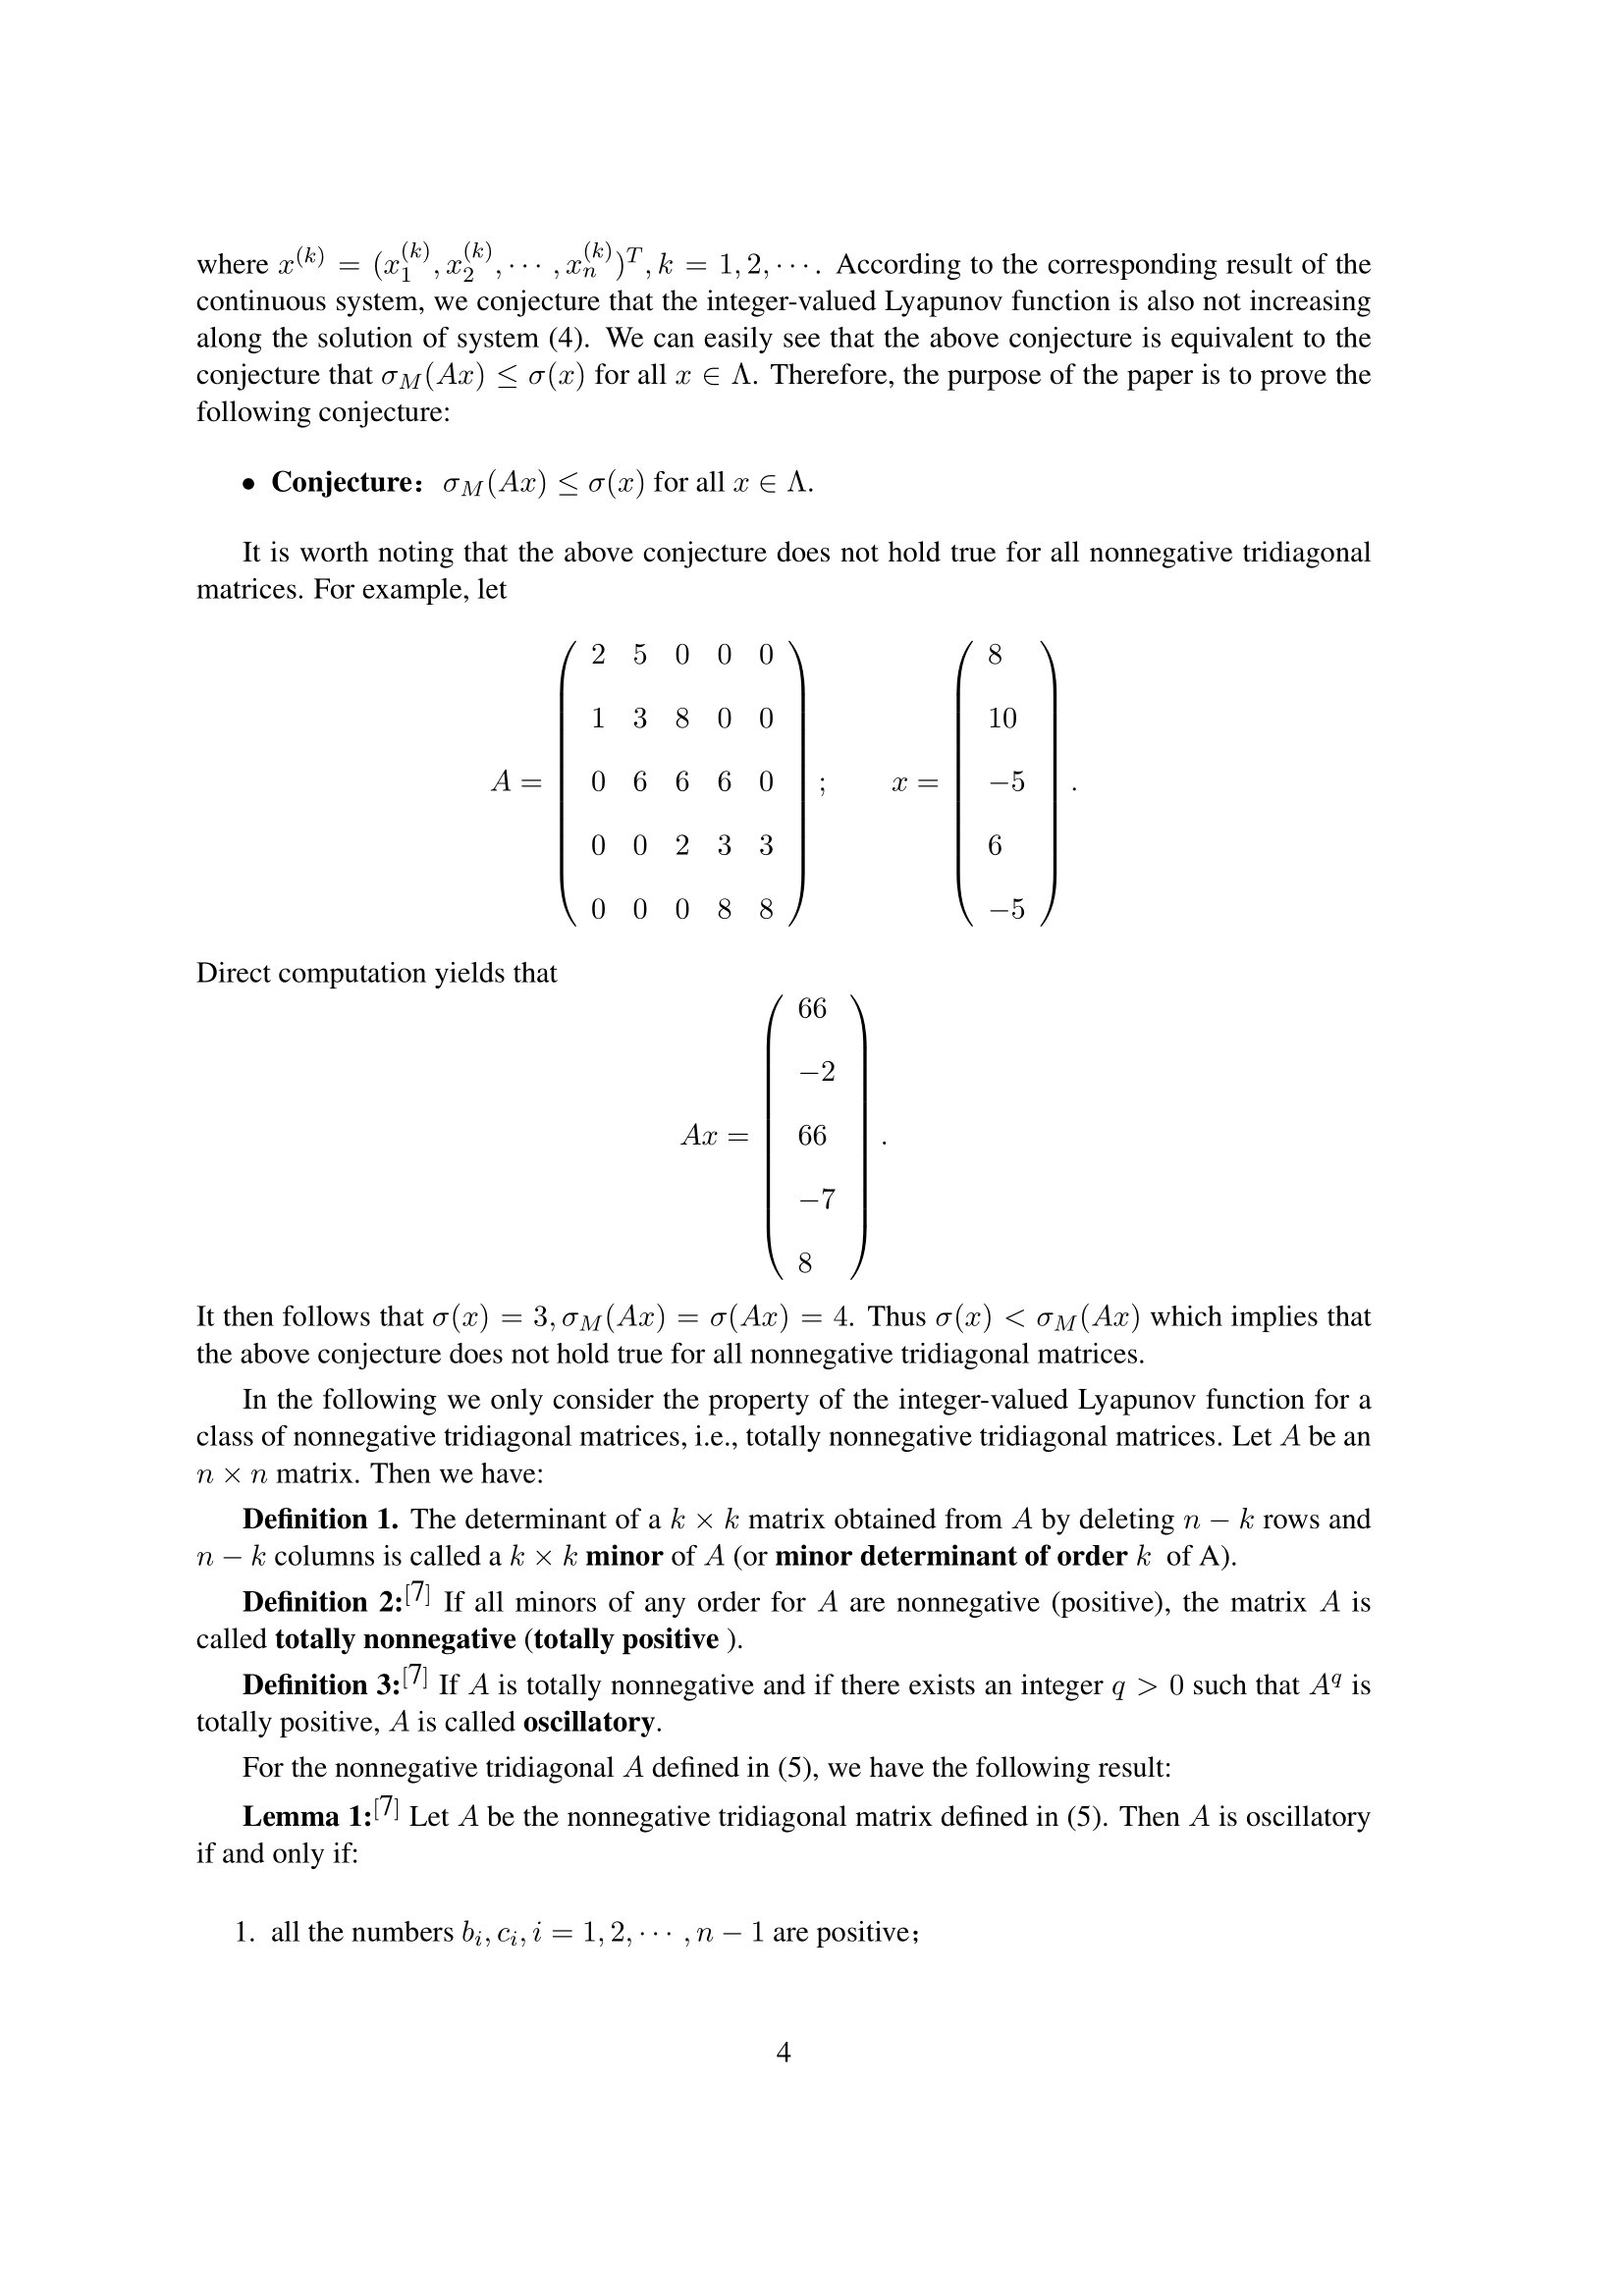 where $x^{(k)} = (x_1^{(k)}, x_2^{(k)}, \cdots, x_n^{(k)})^T, k = 1, 2, \cdots$. According to the corresponding result of the
continuous system, we conjecture that the integer-valued Lyapunov function is also not increasing
along the solution of system (4). We can easily see that the above conjecture is equivalent to the
conjecture that $\sigma_M(Ax) \leq \sigma(x)$ for all $x \in \Lambda$. Therefore, the purpose of the paper is to prove the
following conjecture:
• Conjecture： $\sigma_M(Ax) \leq \sigma(x)$ for all $x \in \Lambda$.
It is worth noting that the above conjecture does not hold true for all nonnegative tridiagonal
matrices. For example, let
$A = \begin{pmatrix} 2 & 5 & 0 & 0 & 0 \\ 1 & 3 & 8 & 0 & 0 \\ 0 & 6 & 6 & 6 & 0 \\ 0 & 0 & 2 & 3 & 3 \\ 0 & 0 & 0 & 8 & 8 \end{pmatrix}; \quad x = \begin{pmatrix} 8 \\ 10 \\ -5 \\ 6 \\ -5 \end{pmatrix}.$
Direct computation yields that
$Ax = \begin{pmatrix} 66 \\ -2 \\ 66 \\ -7 \\ 8 \end{pmatrix}.$
It then follows that $\sigma(x) = 3, \sigma_M(Ax) = \sigma(Ax) = 4$. Thus $\sigma(x) < \sigma_M(Ax)$ which implies that
the above conjecture does not hold true for all nonnegative tridiagonal matrices.
In the following we only consider the property of the integer-valued Lyapunov function for a
class of nonnegative tridiagonal matrices, i.e., totally nonnegative tridiagonal matrices. Let $A$ be an
$n \times n$ matrix. Then we have:
Definition 1. The determinant of a $k \times k$ matrix obtained from $A$ by deleting $n - k$ rows and
$n - k$ columns is called a $k \times k$ minor of $A$ (or minor determinant of order $k$ of A).
Definition 2:[7] If all minors of any order for $A$ are nonnegative (positive), the matrix $A$ is
called totally nonnegative (totally positive ).
Definition 3:[7] If $A$ is totally nonnegative and if there exists an integer $q > 0$ such that $A^q$ is
totally positive, $A$ is called oscillatory.
For the nonnegative tridiagonal $A$ defined in (5), we have the following result:
Lemma 1:[7] Let $A$ be the nonnegative tridiagonal matrix defined in (5). Then $A$ is oscillatory
if and only if:
1. all the numbers $b_i, c_i, i = 1, 2, \cdots, n - 1$ are positive；
4